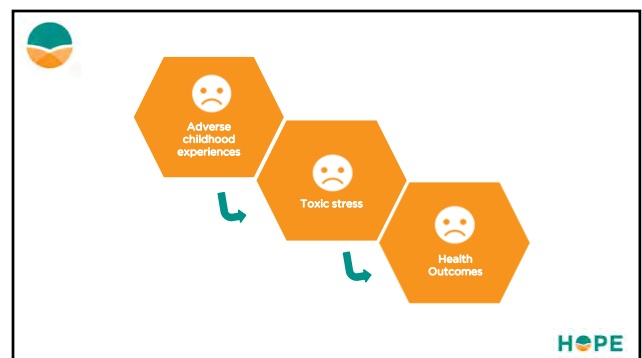 Adverse
childhood
experiences
Toxic stress
Health
Outcomes
HOPE